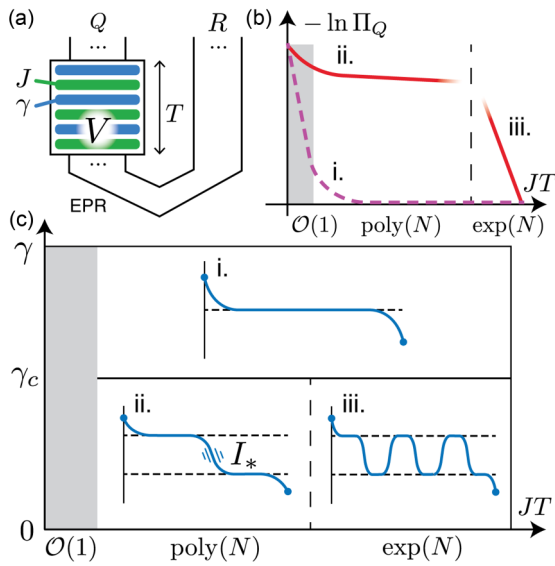 (a)
Q
R
...
...
J
γ
V
T
...
EPR
(b)
− ln Π_Q
ii.
iii.
i.
JT
O(1) poly(N) exp(N)
(c)
γ
i.
γ_c
ii.
iii.
I_*
0
JT
O(1) poly(N) exp(N)